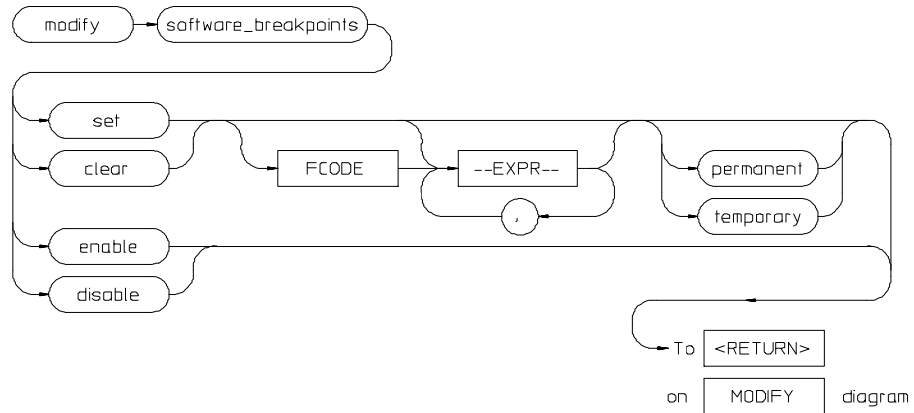 modify software_breakpoints
set
clear
FCODE --EXPR--
,
permanent
temporary
enable
disable
To <RETURN>
on MODIFY diagram